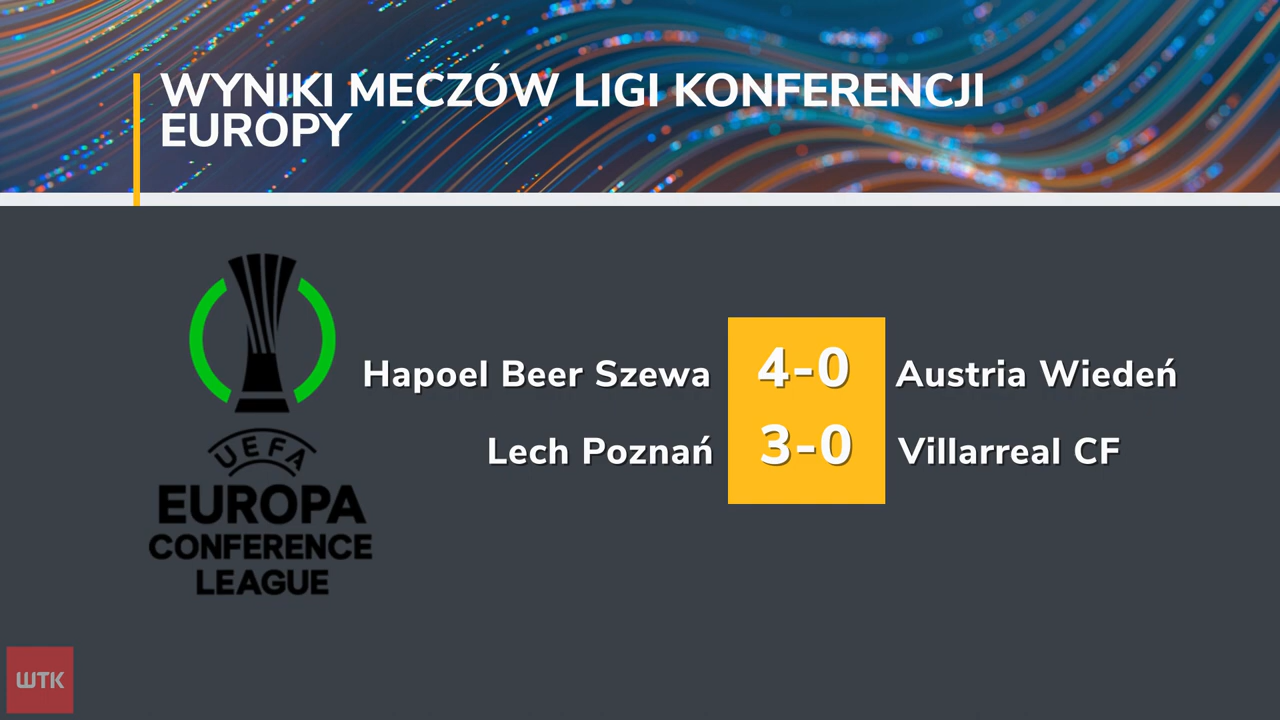 WYNIKI MECZÓW LIGI KONFERENCJI
EUROPY
Hapoel Beer Szewa 4-0 Austria Wiedeń
Lech Poznań 3-0 Villarreal CF
UEFA
EUROPA
CONFERENCE
LEAGUE
WTK